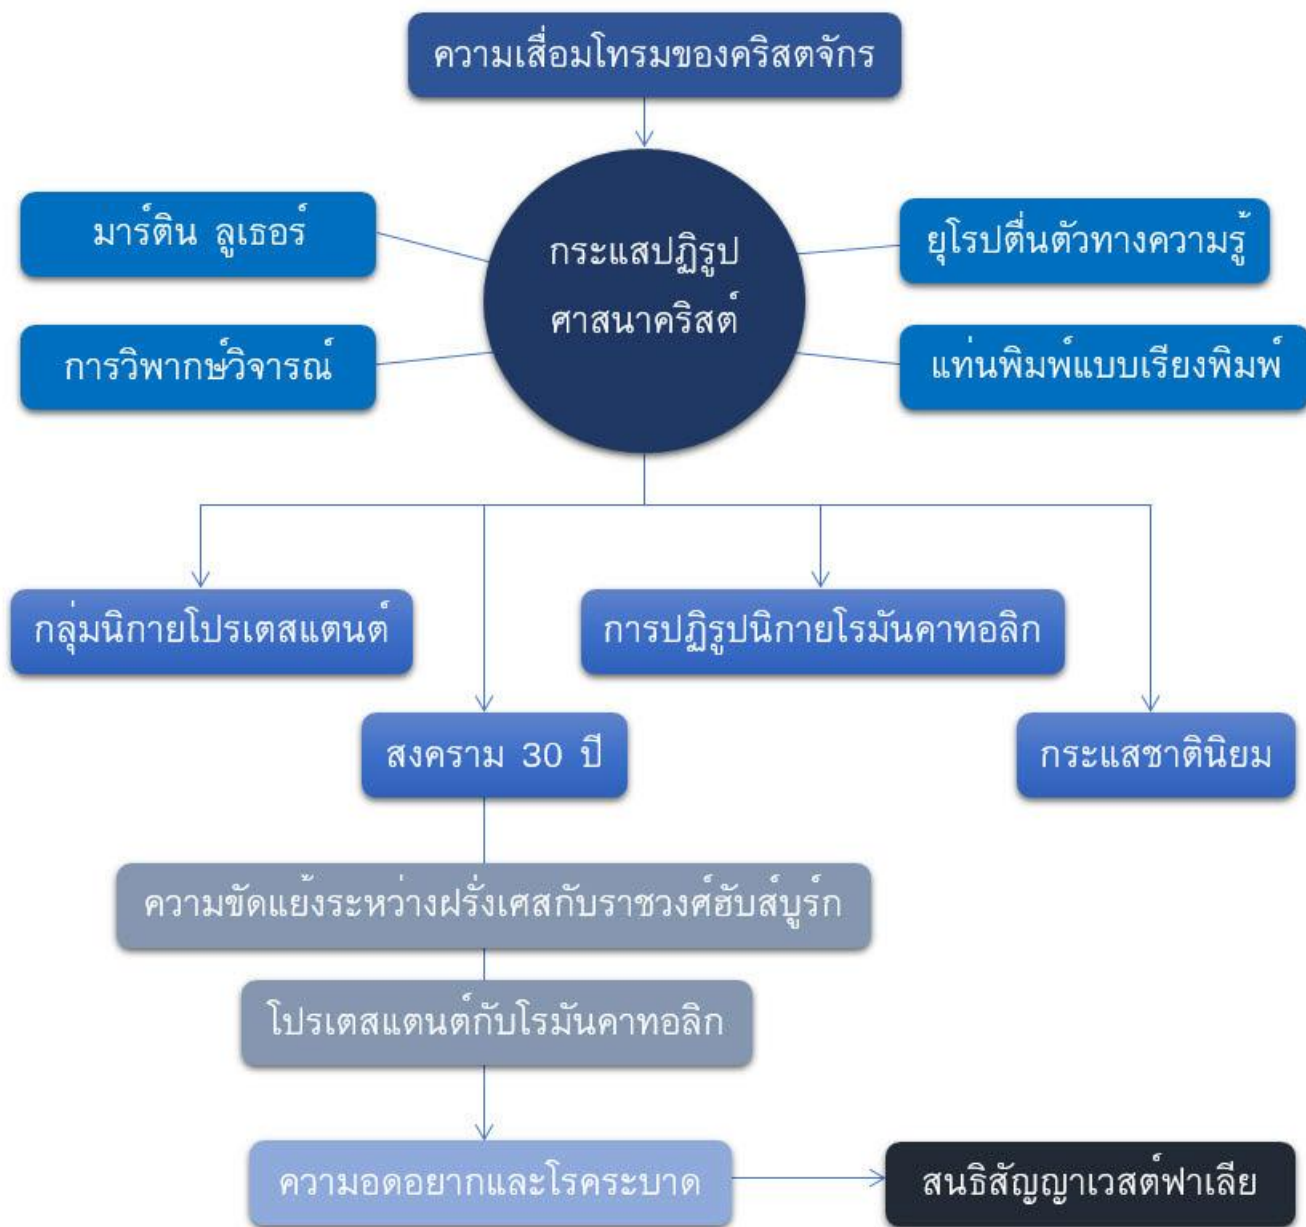 ความเสื่อมโทรมของคริสตจักร
มาร์ติน ลูเธอร์
กระแสปฏิรูป
ศาสนาคริสต์
ยุโรปตื่นตัวทางความรู้
การวิพากษ์วิจารณ์
แท่นพิมพ์แบบเรียงพิมพ์
กลุ่มนิกายโปรเตสแตนต์
การปฏิรูปนิกายโรมันคาทอลิก
สงคราม 30 ปี
กระแสชาตินิยม
ความขัดแย้งระหว่างฝรั่งเศสกับราชวงศ์ฮับส์บูร์ก
โปรเตสแตนต์กับโรมันคาทอลิก
ความอดอยากและโรคระบาด
สนธิสัญญาเวสต์ฟาเลีย